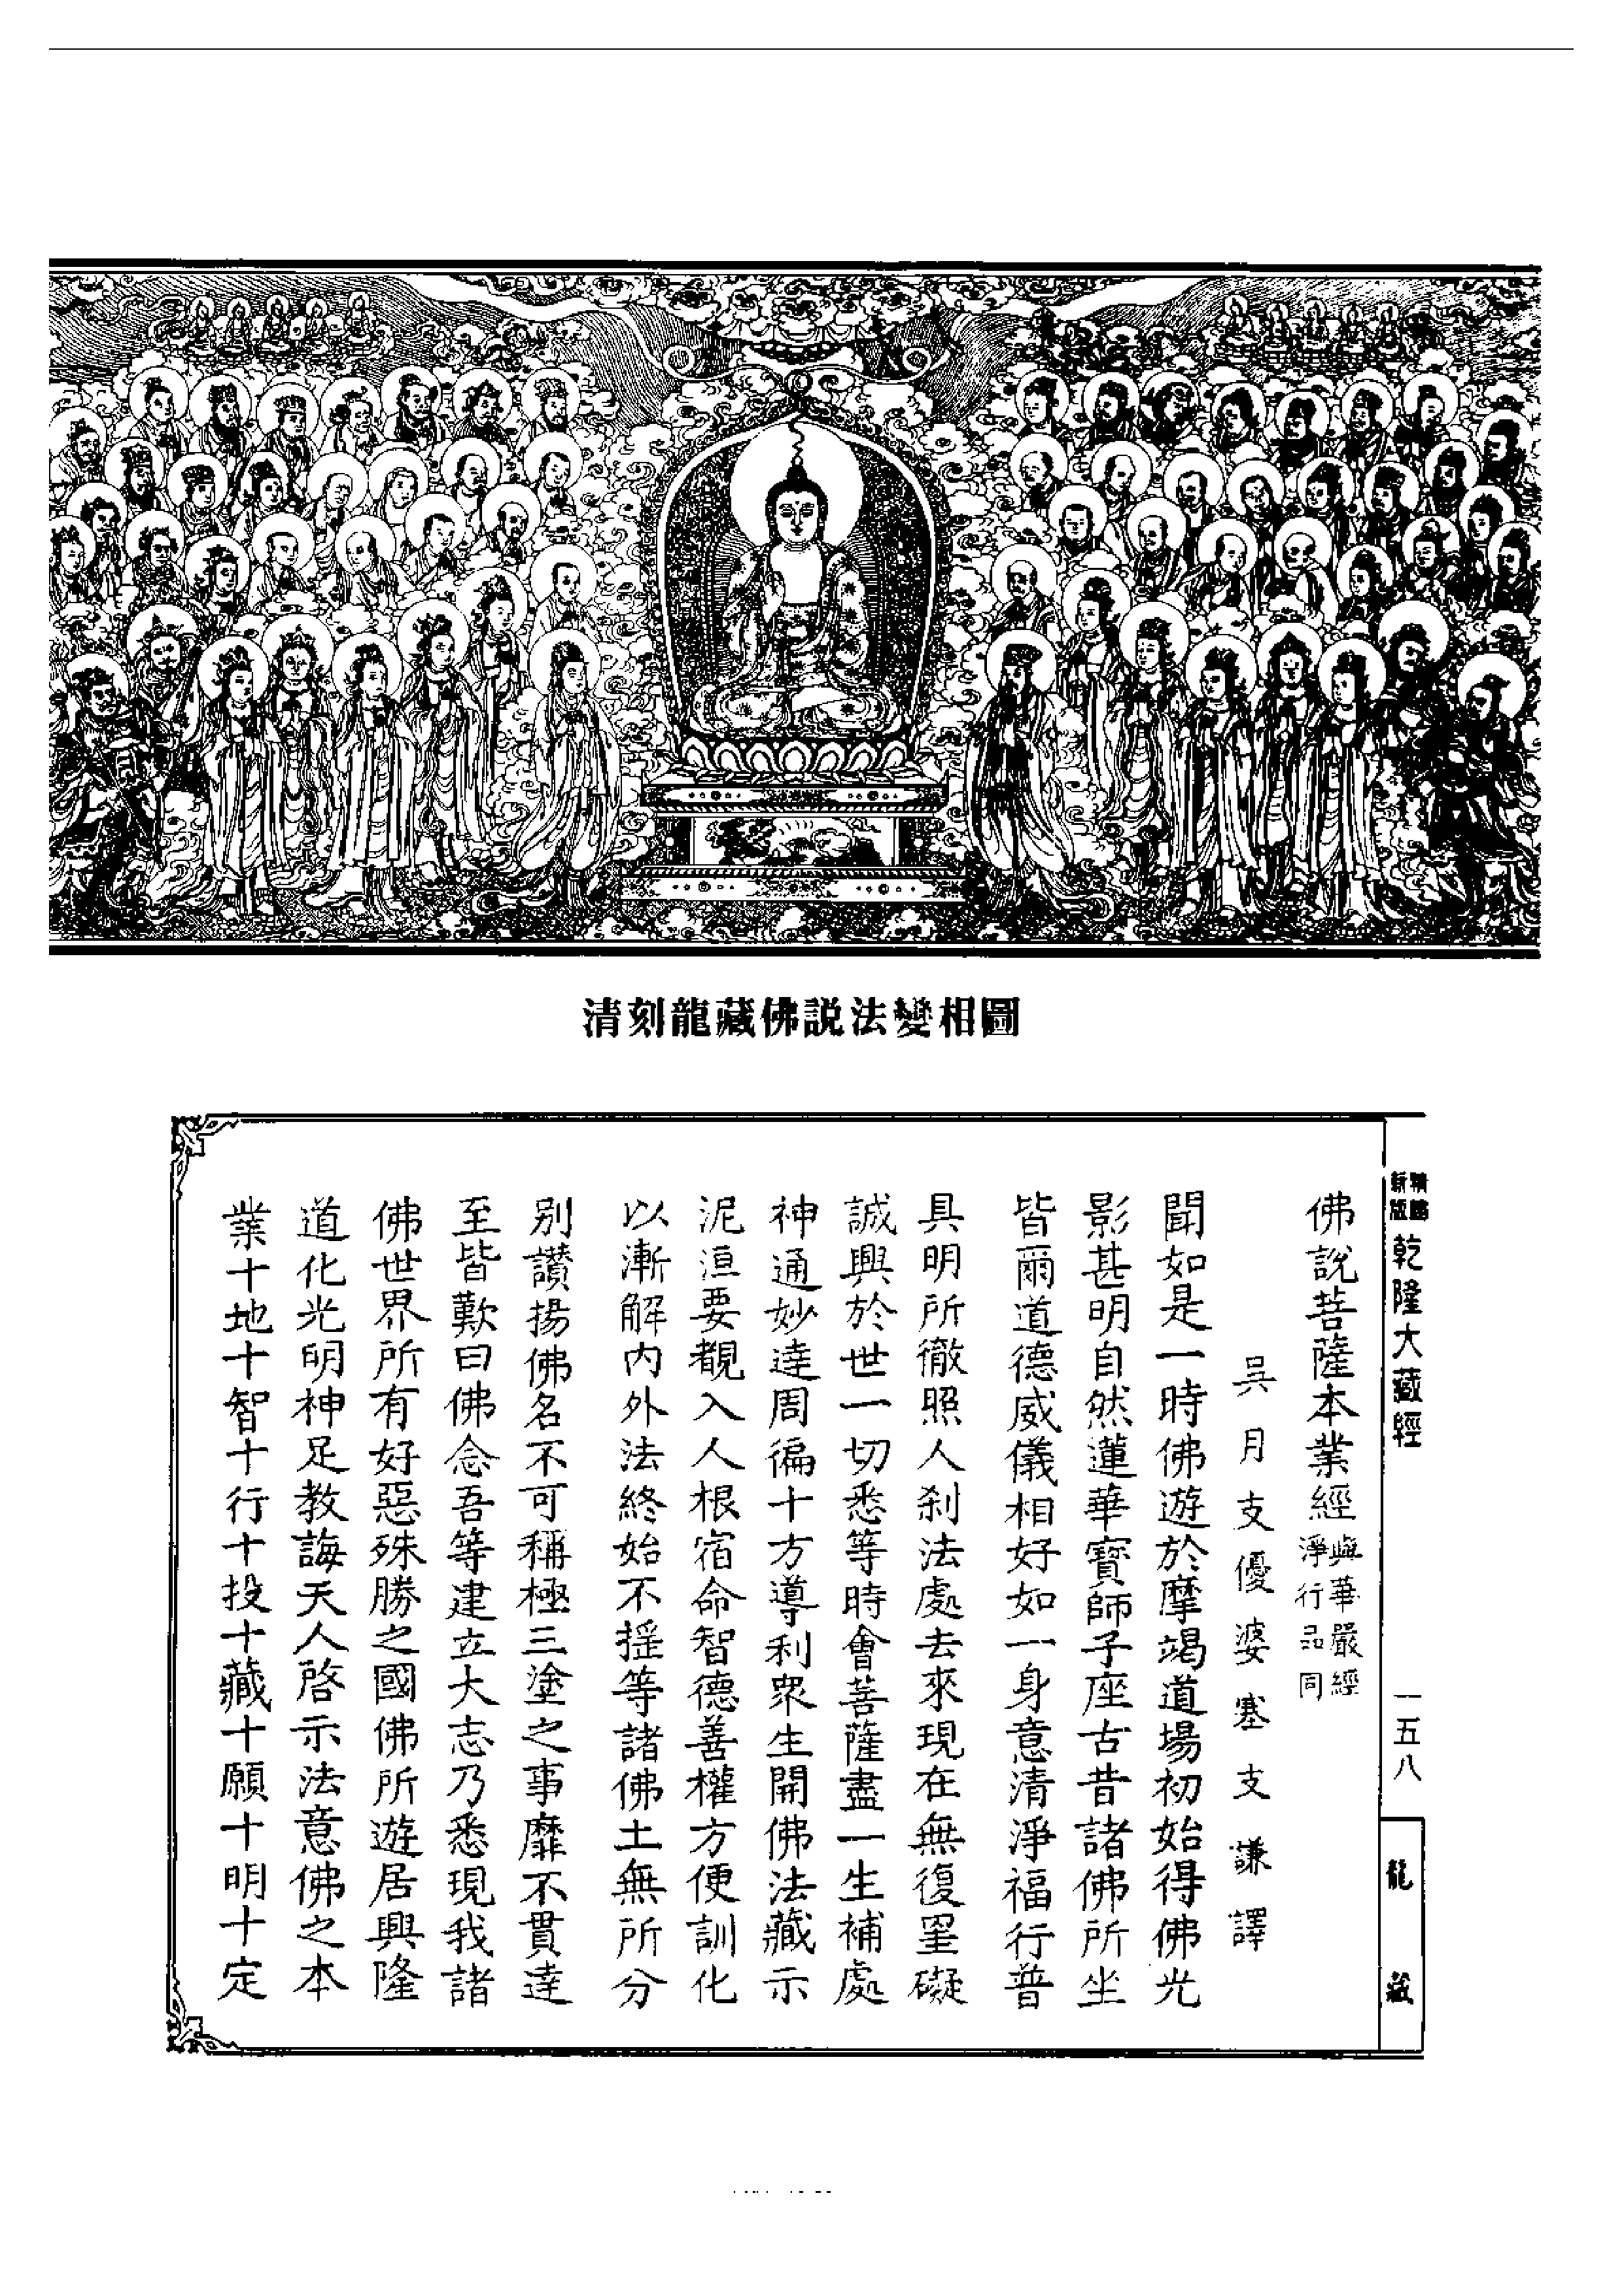 清刻龍藏佛説法變相圖
新版
乾隆大藏經
一五八
龍藏
佛說菩薩本業經
與華嚴經
淨行品同
吳月支優婆塞支謙譯
聞如是一時佛遊於摩竭道場初始得佛光
影甚明自然蓮華寶師子座古昔諸佛所坐
皆爾道德威儀相好如一身意清淨福行普
具明所徹照人刹法處去來現在無復罣礙
誠興於世一切悉等時會菩薩盡一生補處
神通妙達周徧十方導利眾生開佛法藏示
泥洹要覩入人根宿命智德善權方便訓化
以漸解內外法終始不搖等諸佛土無所分
別讚揚佛名不可稱極三塗之事靡不貫達
至皆歎曰佛念吾等建立大志乃悉現我諸
佛世界所有好惡殊勝之國佛所遊居興隆
道化光明神足教誨天人啓示法意佛之本
業十地十智十行十投十藏十願十明十定